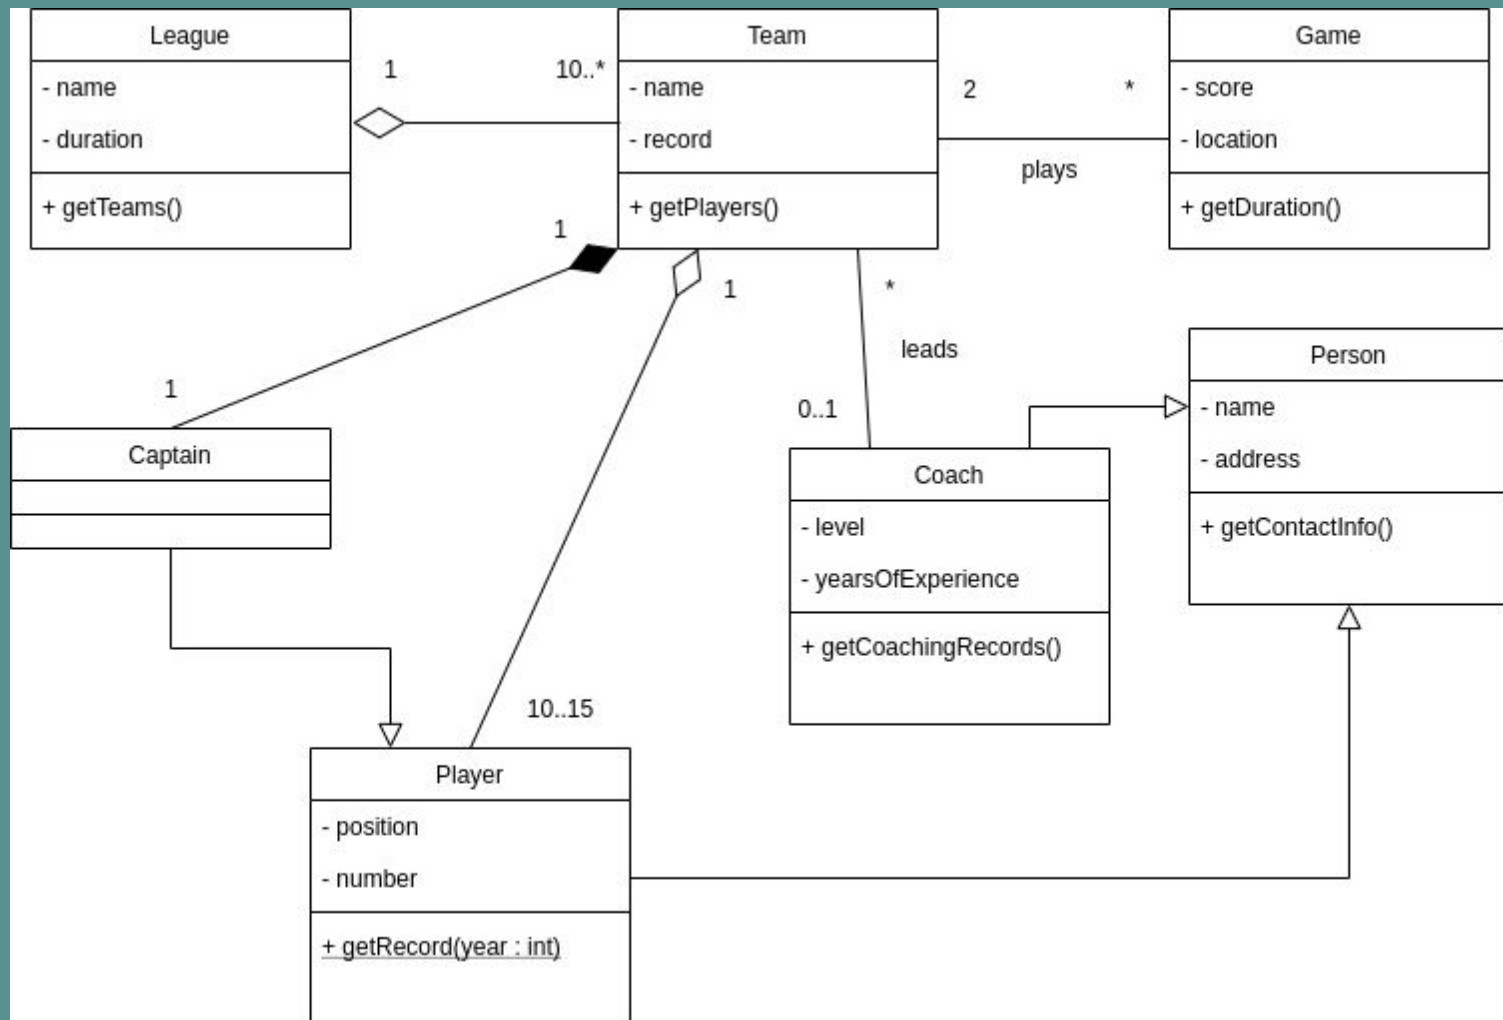 League
- name
- duration
+ getTeams()
1
10..*
Team
- name
- record
+ getPlayers()
2
*
plays
Game
- score
- location
+ getDuration()
1
1
1
*
leads
0..1
10..15
Captain
Coach
- level
- yearsOfExperience
+ getCoachingRecords()
Person
- name
- address
+ getContactInfo()
Player
- position
- number
+ getRecord(year : int)